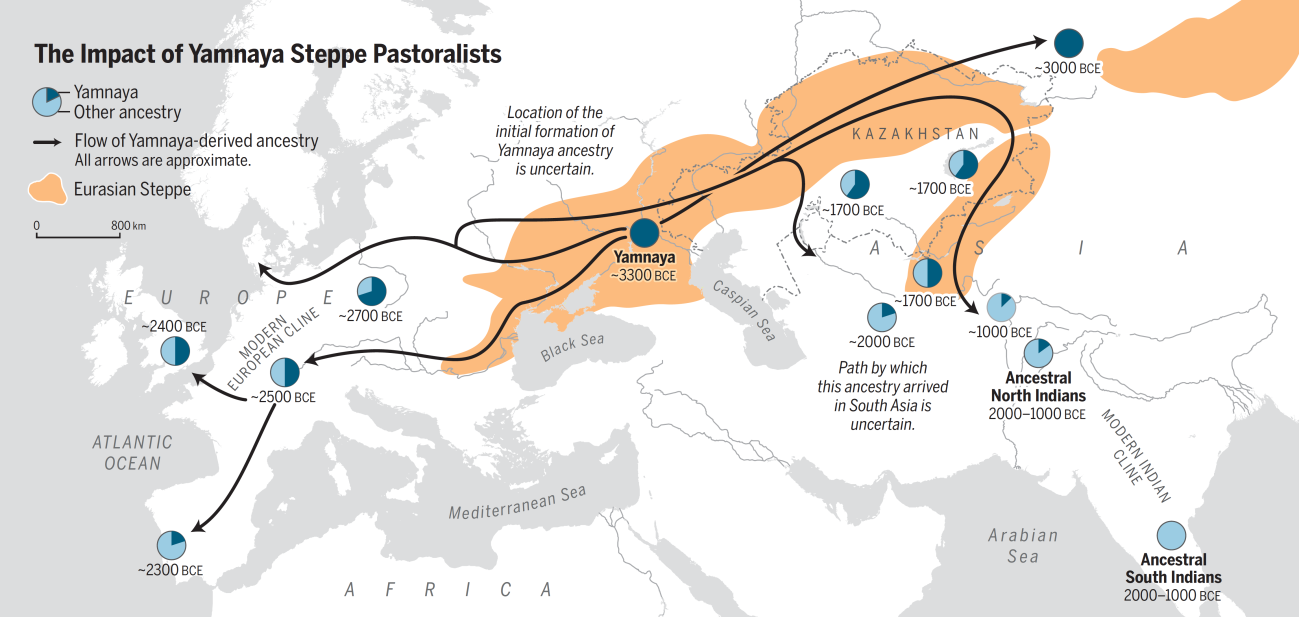 The Impact of Yamnaya Steppe Pastoralists
Yamnaya
Other ancestry
Flow of Yamnaya-derived ancestry
All arrows are approximate.
Eurasian Steppe
0 800 km
Location of the
initial formation of
Yamnaya ancestry
is uncertain.
~3000 BCE
KAZAKHSTAN
~1700 BCE
~1700 BCE
Yamnaya
~3300 BCE
ASIA
EUROPE
~2700 BCE
~2400 BCE
MODERN
EUROPEAN CLINE
~2500 BCE
Black Sea
Caspian Sea
~1700 BCE
~2000 BCE
~1000 BCE
Path by which
this ancestry arrived
in South Asia is
uncertain.
Ancestral
North Indians
2000–1000 BCE
MODERN INDIAN
CLINE
ATLANTIC
OCEAN
Mediterranean Sea
~2300 BCE
AFRICA
Arabian
Sea
Ancestral
South Indians
2000–1000 BCE